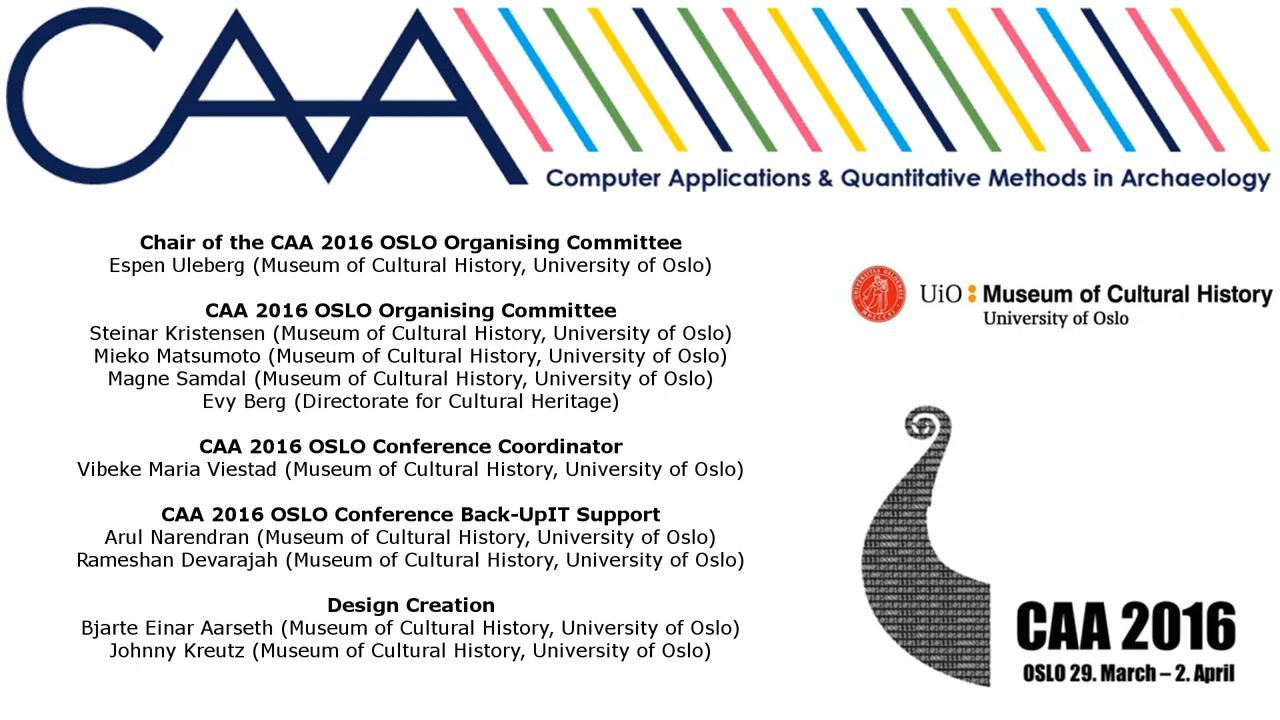 CAA
Computer Applications & Quantitative Methods in Archaeology
Chair of the CAA 2016 OSLO Organising Committee
Espen Uleberg (Museum of Cultural History, University of Oslo)
CAA 2016 OSLO Organising Committee
Steinar Kristensen (Museum of Cultural History, University of Oslo)
Mieko Matsumoto (Museum of Cultural History, University of Oslo)
Magne Samdal (Museum of Cultural History, University of Oslo)
Evy Berg (Directorate for Cultural Heritage)
CAA 2016 OSLO Conference Coordinator
Vibeke Maria Viestad (Museum of Cultural History, University of Oslo)
CAA 2016 OSLO Conference Back-UpIT Support
Arul Narendran (Museum of Cultural History, University of Oslo)
Rameshan Devarajah (Museum of Cultural History, University of Oslo)
Design Creation
Bjarte Einar Aarseth (Museum of Cultural History, University of Oslo)
Johnny Kreutz (Museum of Cultural History, University of Oslo)
UiO : Museum of Cultural History
University of Oslo
CAA 2016
OSLO 29. March – 2. April